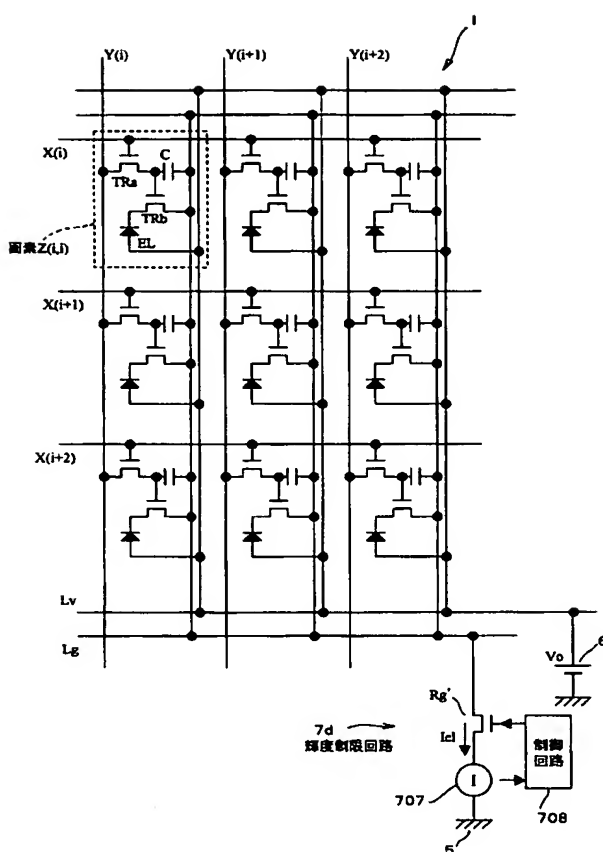 1
Y(i) Y(i+1) Y(i+2)
X(i)
C
TRa
TRb
EL
画素Z(i,i)
X(i+1)
X(i+2)
Lv
Lg
6
Vo
Rg'
7d
輝度制限回路
Icl
I
制御
回路
707
708
5